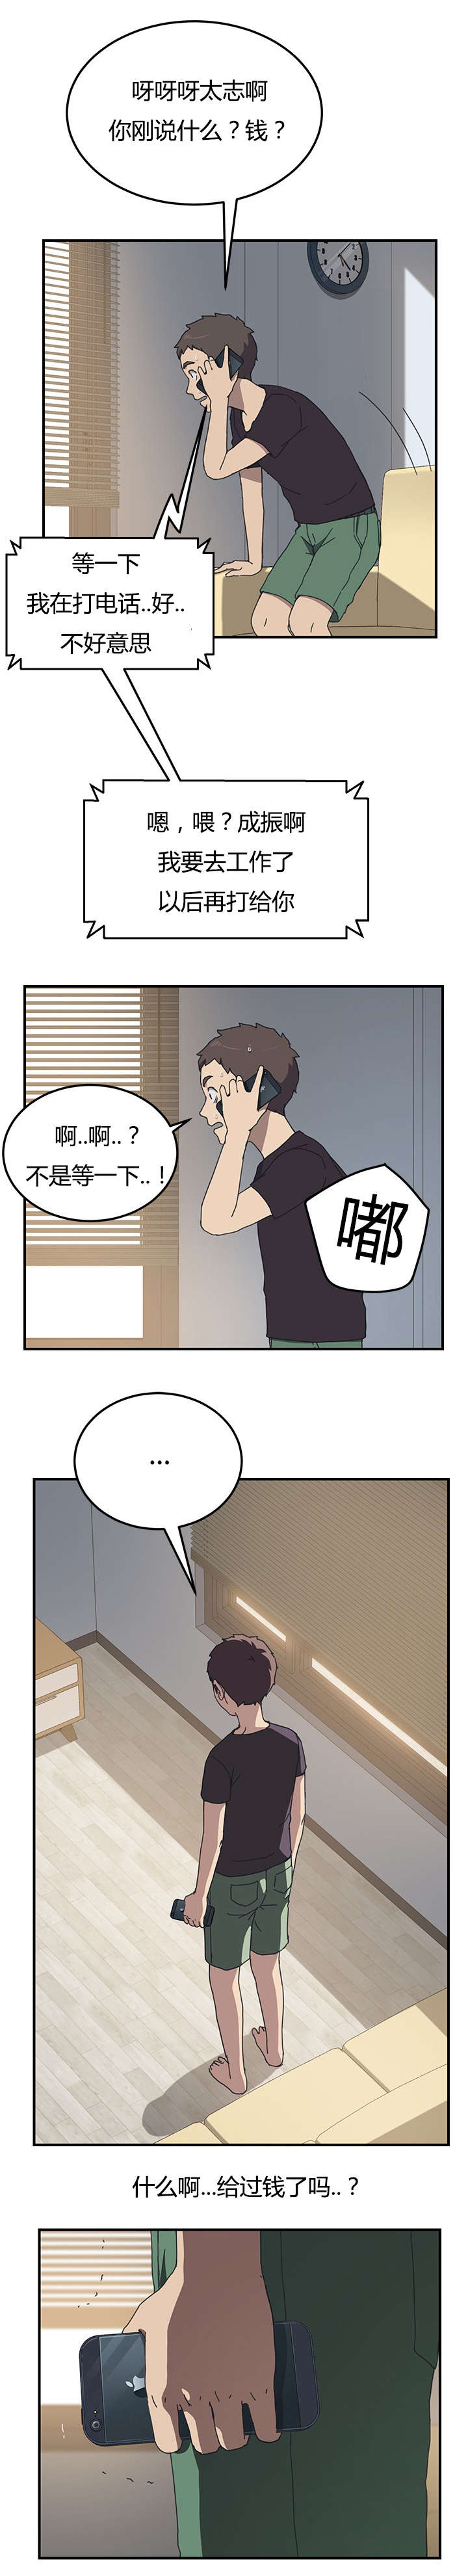 呀呀呀太志啊
你刚说什么？钱？
等一下
我在打电话..好..
不好意思
嗯，喂？成振啊
我要去工作了
以后再打给你
啊..啊..？
不是等一下..！
嘟
...
什么啊...给过钱了吗..？